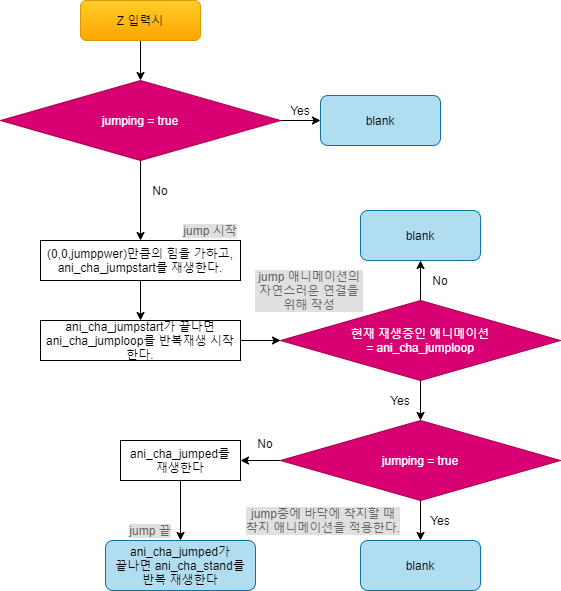 Z 입력시
jumping = true
Yes
blank
No
jump 시작
(0,0,jumppwer)만큼의 힘을 가하고,
ani_cha_jumpstart를 재생한다.
blank
jump 애니메이션의
자연스러운 연결을
위해 작성
No
ani_cha_jumpstart가 끝나면
ani_cha_jumploop를 반복재생 시작
한다.
현재 재생중인 애니메이션
= ani_cha_jumploop
Yes
No
ani_cha_jumped를
재생한다
jumping = true
jump중에 바닥에 착지할 때
착지 애니메이션을 적용한다.
Yes
jump 끝
ani_cha_jumped가
끝나면 ani_cha_stand를
반복 재생한다
blank